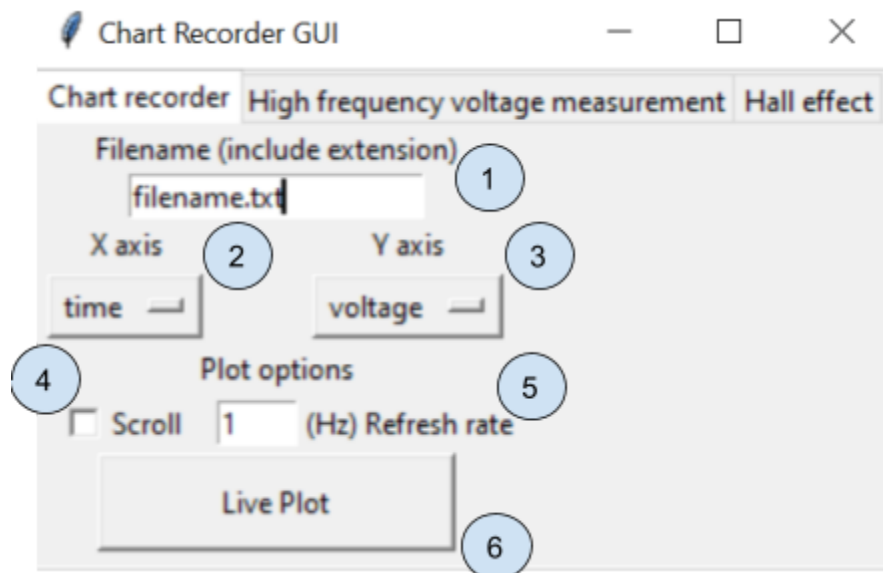 Chart Recorder GUI
Chart recorder High frequency voltage measurement Hall effect
Filename (include extension)
1
filename.txt
X axis 2 Y axis 3
time voltage
4 Plot options 5
Scroll 1 (Hz) Refresh rate
Live Plot
6